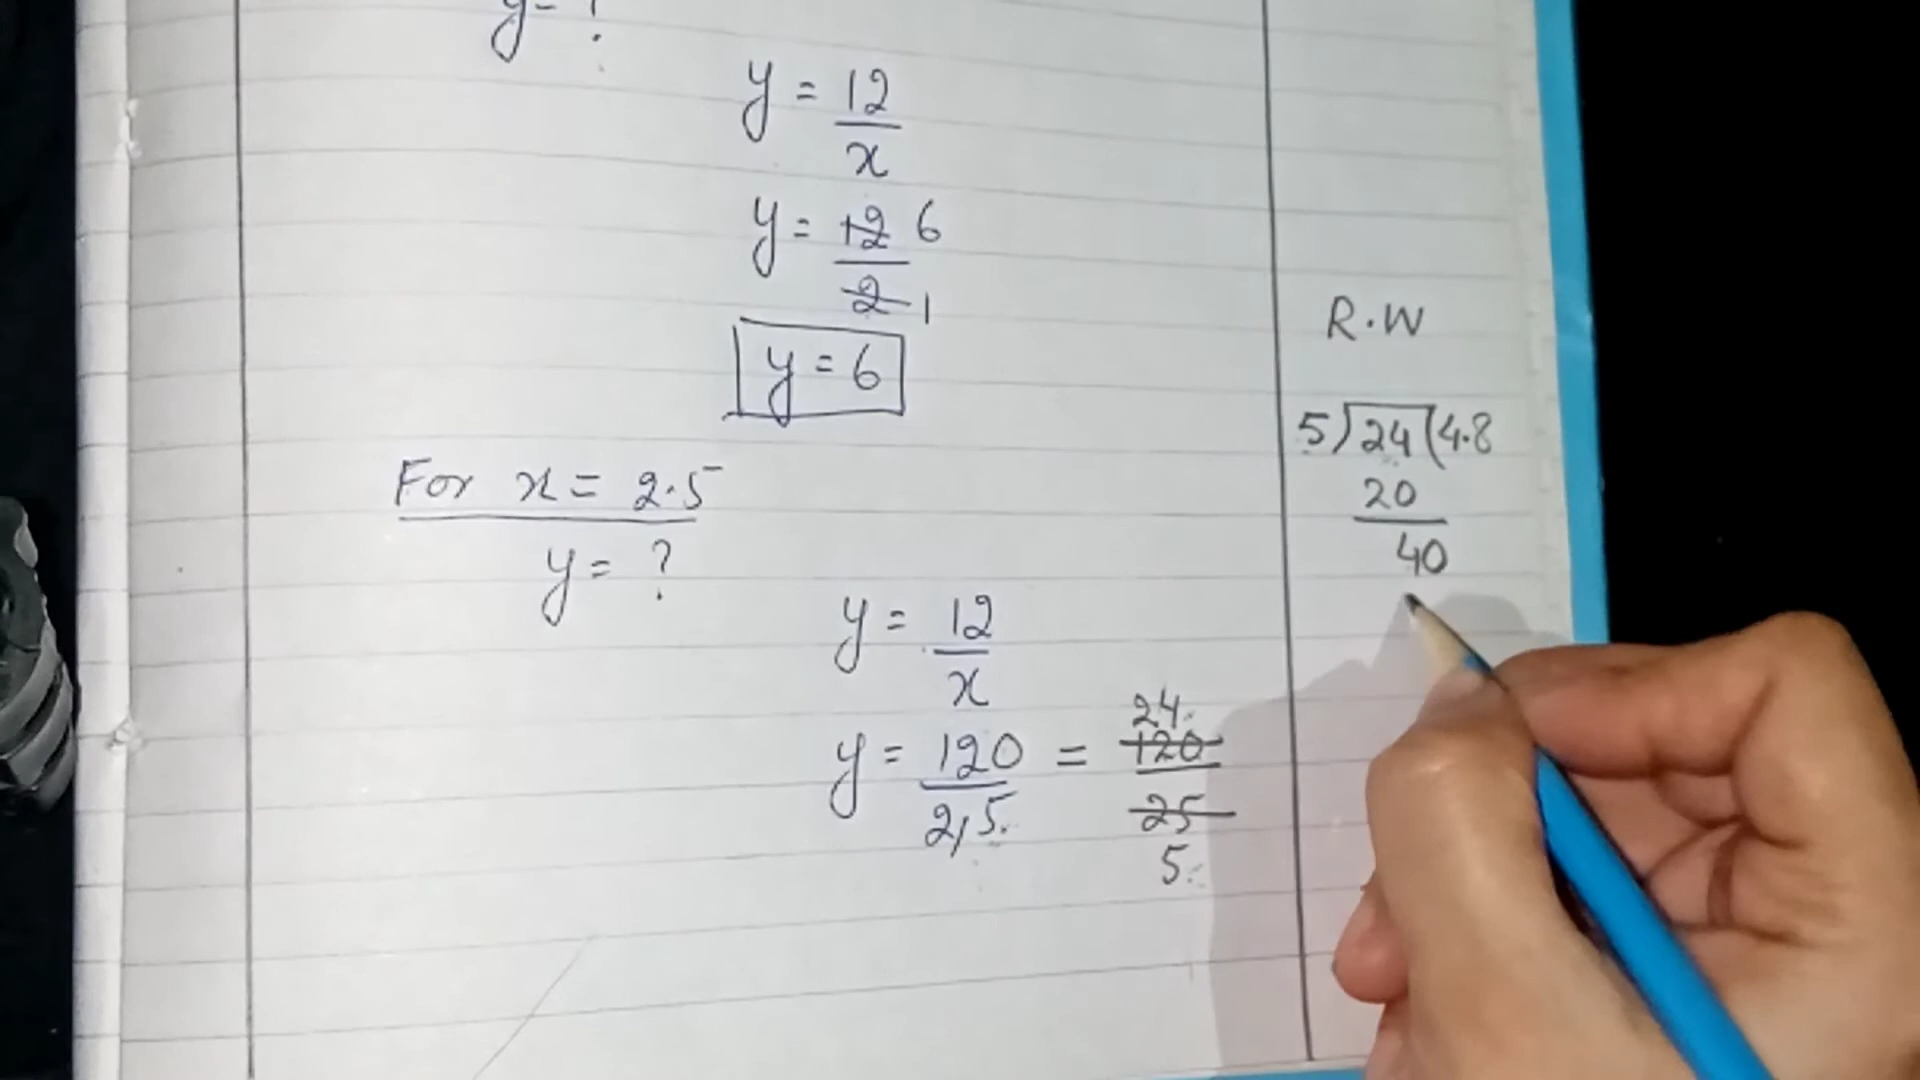 y = ?
y = 12
x
y = 12 6
2 1
y = 6
For x = 2.5
y = ?
y = 12
x
y = 120 = 120 24
2,5 25
5
R.W
5)24(4.8
20
40